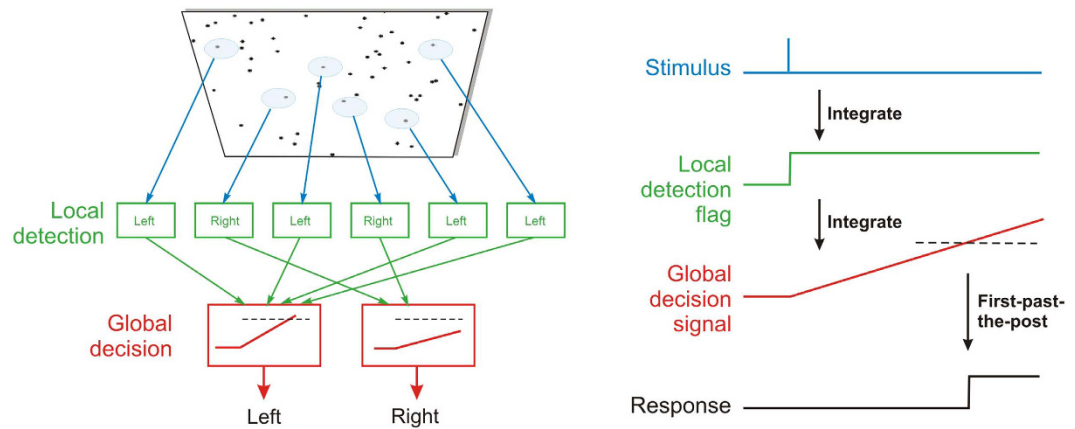 Local
detection
Left
Right
Left
Right
Left
Left
Global
decision
Left
Right
Stimulus
Integrate
Local
detection
flag
Integrate
Global
decision
signal
First-past-
the-post
Response